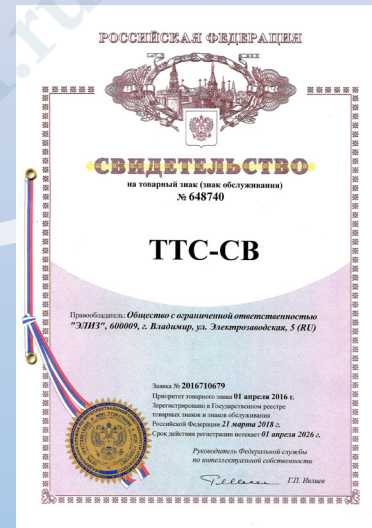 РОССИЙСКАЯ ФЕДЕРАЦИЯ
СВИДЕТЕЛЬСТВО
на товарный знак (знак обслуживания)
№ 648740
ТТС-СВ
Правообладатель: Общество с ограниченной ответственностью
"ЭЛИЗ", 600009, г. Владимир, ул. Электрозаводская, 5 (RU)
Заявка № 2016710679
Приоритет товарного знака 01 апреля 2016 г.
Зарегистрировано в Государственном реестре
товарных знаков и знаков обслуживания
Российской Федерации 21 марта 2018 г.
Срок действия регистрации истекает 01 апреля 2026 г.
Руководитель Федеральной службы
по интеллектуальной собственности
Г.П. Ивлиев